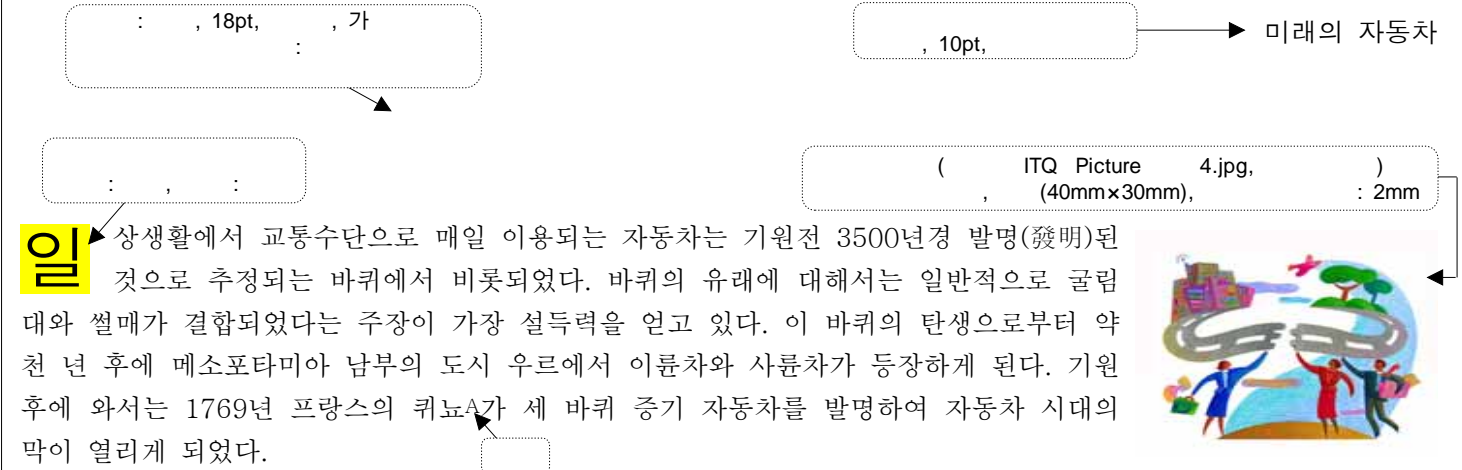 : , 18pt, , 가
:
, 10pt,
미래의 자동차
: , :
( ITQ Picture 4.jpg, )
, (40mm×30mm), : 2mm
일상생활에서 교통수단으로 매일 이용되는 자동차는 기원전 3500년경 발명(發明)된
것으로 추정되는 바퀴에서 비롯되었다. 바퀴의 유래에 대해서는 일반적으로 굴림
대와 썰매가 결합되었다는 주장이 가장 설득력을 얻고 있다. 이 바퀴의 탄생으로부터 약
천 년 후에 메소포타미아 남부의 도시 우르에서 이륜차와 사륜차가 등장하게 된다. 기원
후에 와서는 1769년 프랑스의 퀴뇨A가 세 바퀴 증기 자동차를 발명하여 자동차 시대의
막이 열리게 되었다.